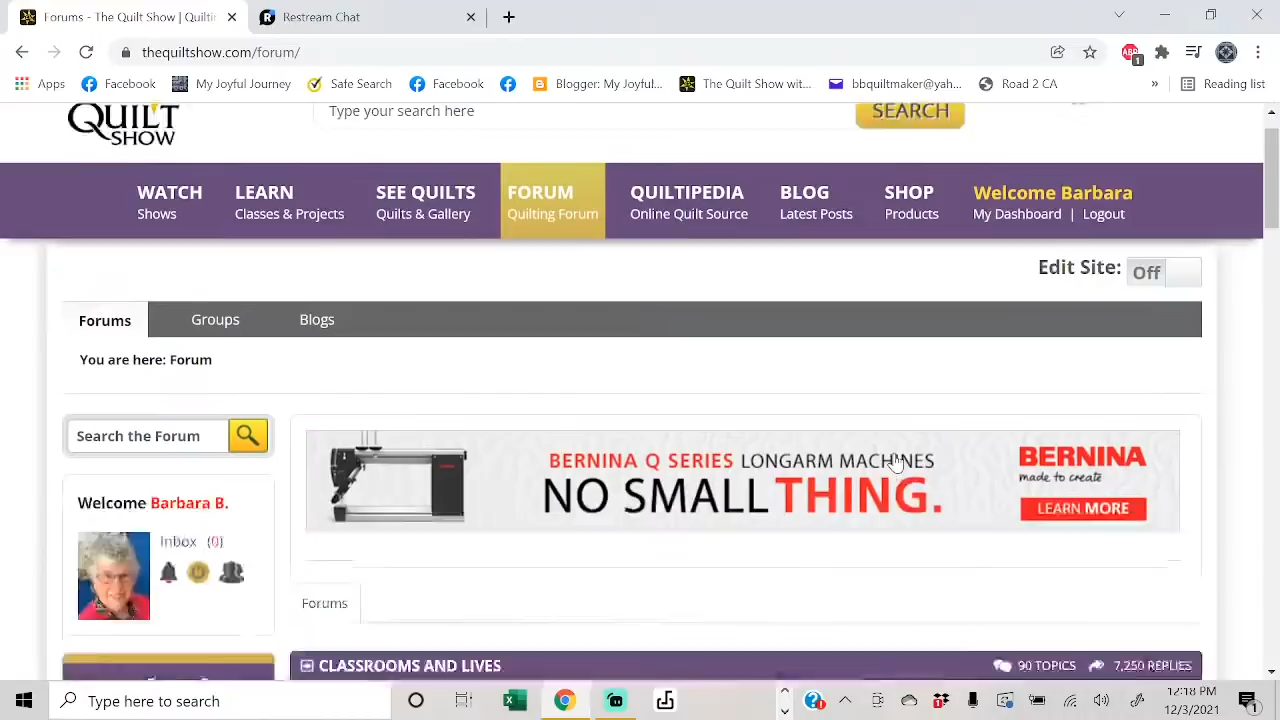 Forums - The Quilt Show | Quilti
Restream Chat
thequiltshow.com/forum/
ABP 1
Apps Facebook My Joyful Journey Safe Search Facebook Blogger: My Joyful... The Quilt Show wit... bbquiltmaker@yah... Road 2 CA » Reading list
QUILT SHOW
Type your search here
SEARCH
WATCH LEARN SEE QUILTS FORUM QUILTIPEDIA BLOG SHOP Welcome Barbara
Shows Classes & Projects Quilts & Gallery Quilting Forum Online Quilt Source Latest Posts Products My Dashboard | Logout
Edit Site: Off
Forums Groups Blogs
You are here: Forum
Search the Forum
BERNINA Q SERIES LONGARM MACHINES
NO SMALL THING.
BERNINA
made to create
LEARN MORE
Welcome Barbara B.
Inbox (0)
Forums
CLASSROOMS AND LIVES 90 TOPICS 7,250 REPLIES
Type here to search
12:18 PM
12/3/2021
1